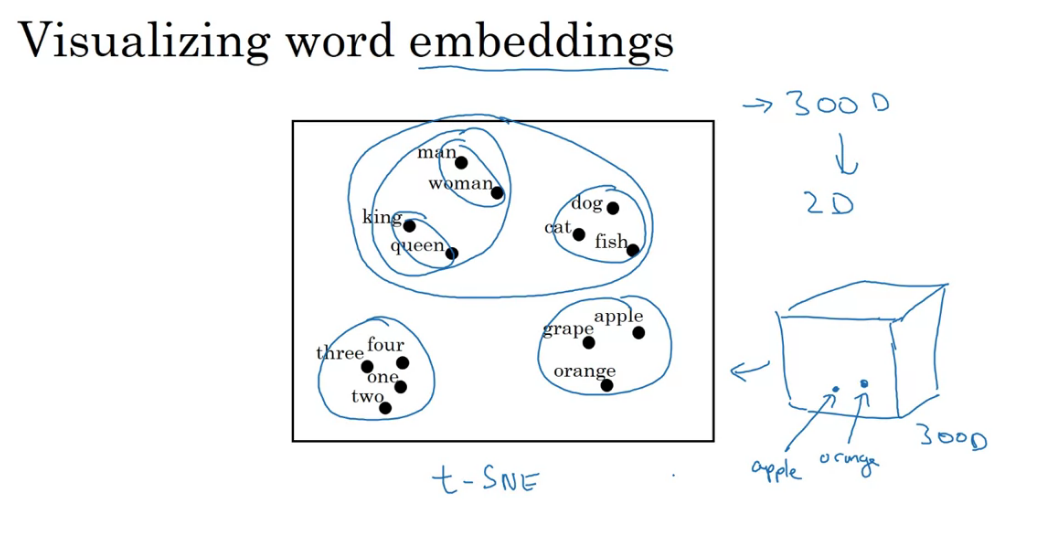 Visualizing word embeddings
→ 300D
2D
man
woman
dog
king
cat
fish
queen
apple
grape
three
four
orange
one
two
300D
apple
orange
t-SNE